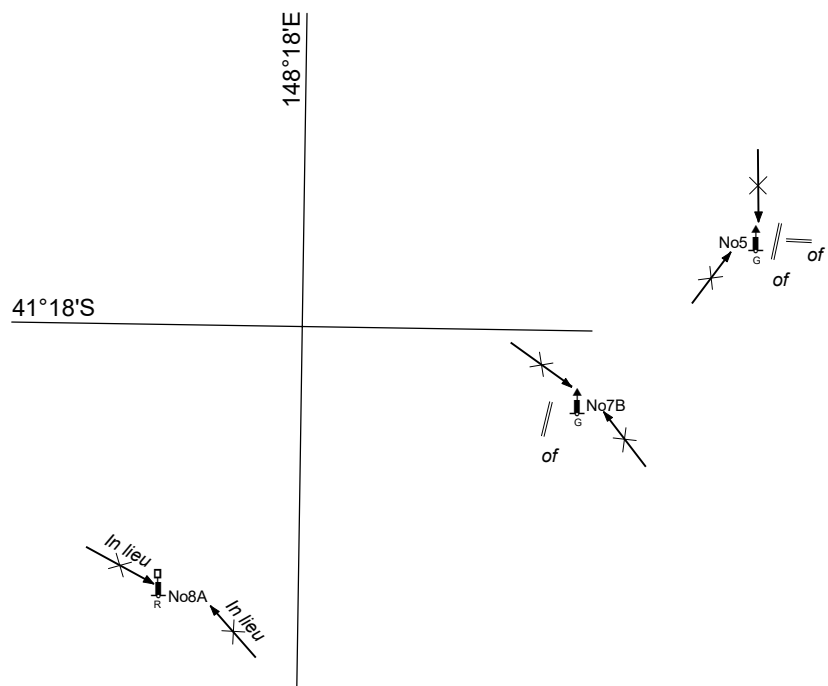 148°18'E
No5
G
of
of
41°18'S
No7B
G
of
In lieu
R
No8A
In lieu